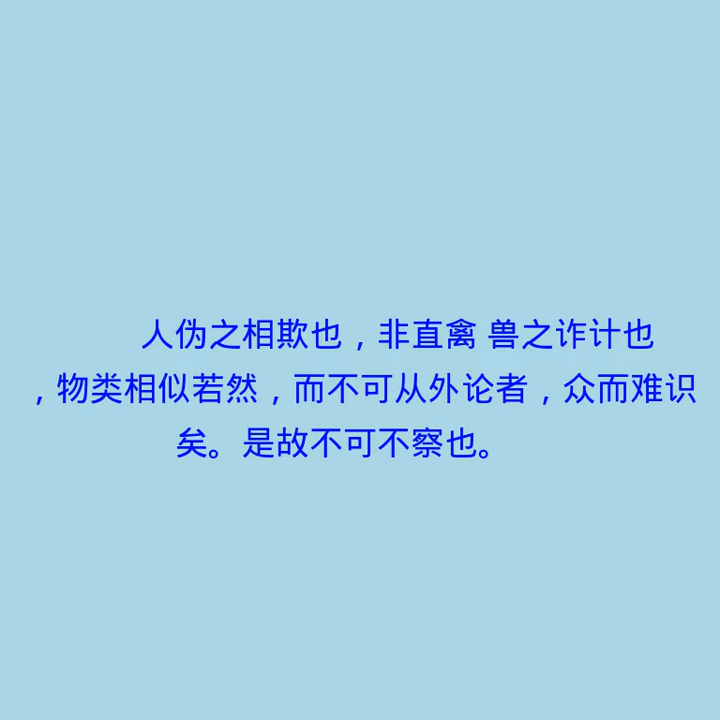 人伪之相欺也，非直禽 兽之诈计也
，物类相似若然，而不可从外论者，众而难识
矣。是故不可不察也。